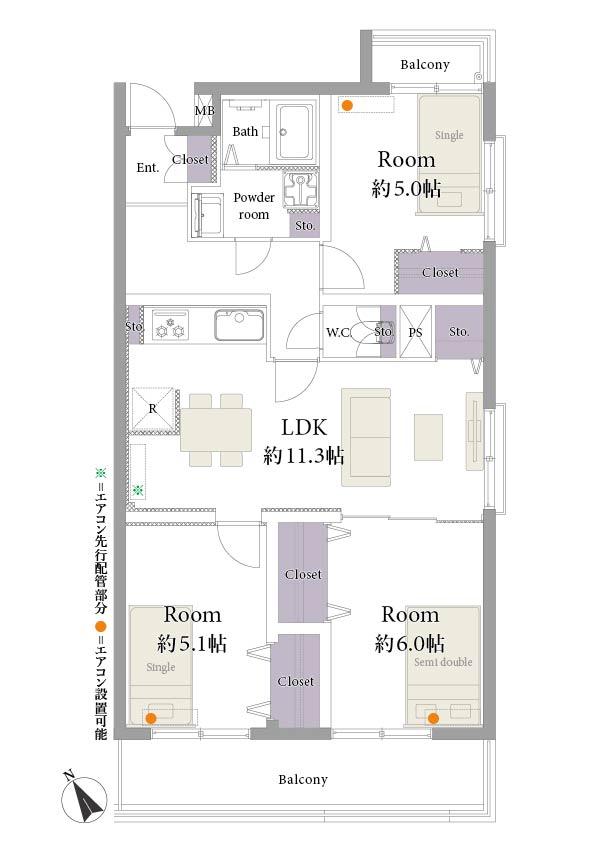 Balcony
MB
Bath
Single
Ent.
Closet
Room
約5.0帖
Powder
room
Sto.
Closet
Sto.
W.C.
Sto.
PS
Sto.
R
LDK
約11.3帖
※
※=エアコン先行配管部分 ●=エアコン設置可能
Closet
Room
約5.1帖
Room
約6.0帖
Single
Semi double
Closet
N
Balcony